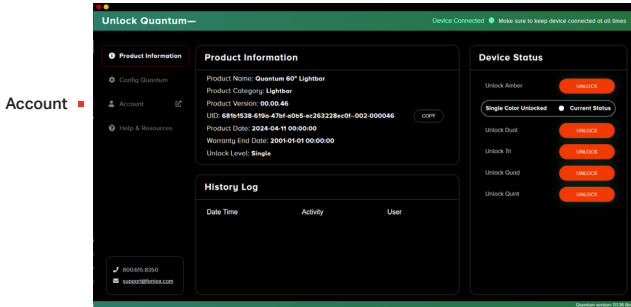 Unlock Quantum—
Device Connected Make sure to keep device connected at all times
Account
Product Information
Config Quantum
Account
Help & Resources
800.615.8350
support@feniex.com
Product Information
Product Name: Quantum 60" Lightbar
Product Category: Lightbar
Product Version: 00.00.46
UID: 681b1538-619a-47bf-a0b5-ec263228ec0f--002-000046 COPY
Product Date: 2024-04-11 00:00:00
Warranty End Date: 2001-01-01 00:00:00
Unlock Level: Single
History Log
Date Time Activity User
Device Status
Unlock Amber UNLOCK
Single Color Unlocked Current Status
Unlock Dual UNLOCK
Unlock Tri UNLOCK
Unlock Quad UNLOCK
Unlock Quint UNLOCK